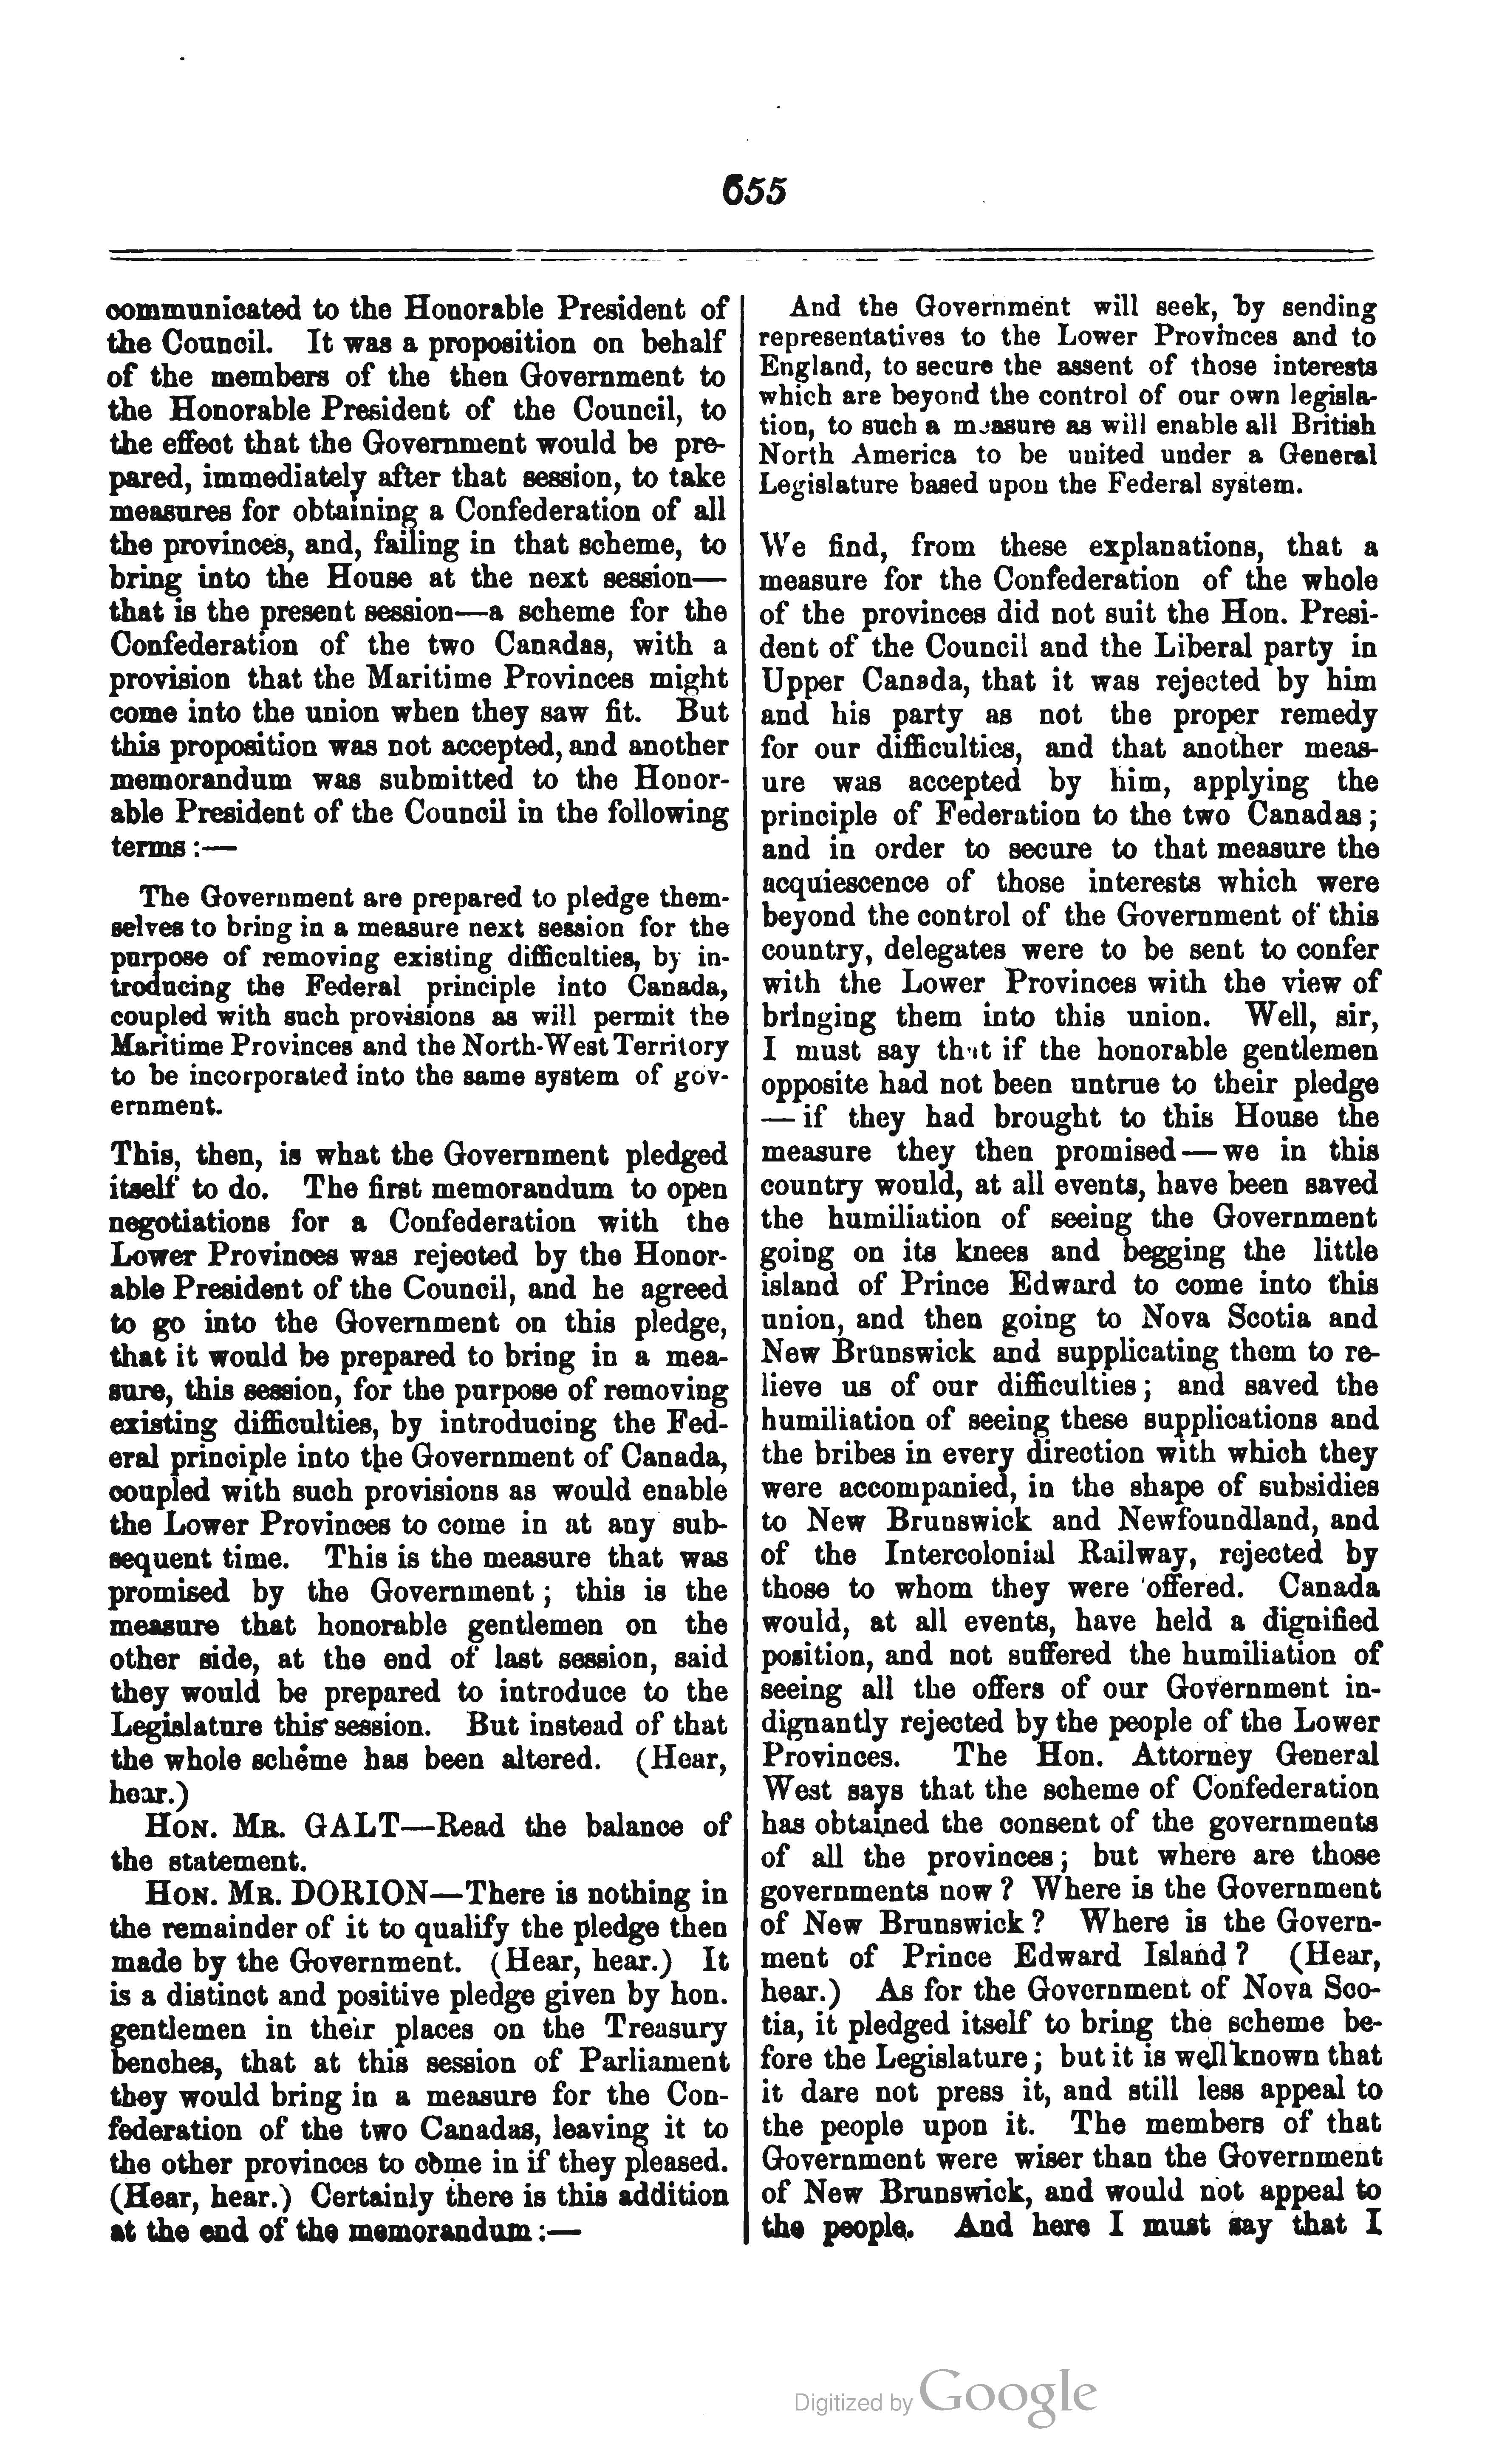 655
communicated to the Honorable President of
the Council. It was a proposition on behalf
of the members of the then Government to
the Honorable President of the Council, to
the effect that the Government would be pre-
pared, immediately after that session, to take
measures for obtaining a Confederation of all
the provinces, and, failing in that scheme, to
bring into the House at the next session—
that is the present session—a scheme for the
Confederation of the two Canadas, with a
provision that the Maritime Provinces might
come into the union when they saw fit. But
this proposition was not accepted, and another
memorandum was submitted to the Honor-
able President of the Council in the following
terms :—
The Government are prepared to pledge them-
selves to bring in a measure next session for the
purpose of removing existing difficulties, by in-
troducing the Federal principle into Canada,
coupled with such provisions as will permit the
Maritime Provinces and the North-West Territory
to be incorporated into the same system of gov-
ernment.
This, then, is what the Government pledged
itself to do. The first memorandum to open
negotiations for a Confederation with the
Lower Provinces was rejected by the Honor-
able President of the Council, and he agreed
to go into the Government on this pledge,
that it would be prepared to bring in a mea-
sure, this session, for the purpose of removing
existing difficulties, by introducing the Fed-
eral principle into the Government of Canada,
coupled with such provisions as would enable
the Lower Provinces to come in at any sub-
sequent time. This is the measure that was
promised by the Government ; this is the
measure that honorable gentlemen on the
other side, at the end of last session, said
they would be prepared to introduce to the
Legislature this session. But instead of that
the whole scheme has been altered. (Hear,
hear.)
HON. MR. GALT—Read the balance of
the statement.
HON. MR. DORION—There is nothing in
the remainder of it to qualify the pledge then
made by the Government. (Hear, hear.) It
is a distinct and positive pledge given by hon.
gentlemen in their places on the Treasury
benches, that at this session of Parliament
they would bring in a measure for the Con-
federation of the two Canadas, leaving it to
the other provinces to come in if they pleased.
(Hear, hear.) Certainly there is this addition
at the end of the memorandum :—
And the Government will seek, by sending
representatives to the Lower Provinces and to
England, to secure the assent of those interests
which are beyond the control of our own legisla-
tion, to such a measure as will enable all British
North America to be united under a General
Legislature based upon the Federal system.
We find, from these explanations, that a
measure for the Confederation of the whole
of the provinces did not suit the Hon. Presi-
dent of the Council and the Liberal party in
Upper Canada, that it was rejected by him
and his party as not the proper remedy
for our difficulties, and that another meas-
ure was accepted by him, applying the
principle of Federation to the two Canadas ;
and in order to secure to that measure the
acquiescence of those interests which were
beyond the control of the Government of this
country, delegates were to be sent to confer
with the Lower Provinces with the view of
bringing them into this union. Well, sir,
I must say that if the honorable gentlemen
opposite had not been untrue to their pledge
—if they had brought to this House the
measure they then promised—we in this
country would, at all events, have been saved
the humiliation of seeing the Government
going on its knees and begging the little
island of Prince Edward to come into this
union, and then going to Nova Scotia and
New Brunswick and supplicating them to re-
lieve us of our difficulties ; and saved the
humiliation of seeing these supplications and
the bribes in every direction with which they
were accompanied, in the shape of subsidies
to New Brunswick and Newfoundland, and
of the Intercolonial Railway, rejected by
those to whom they were offered. Canada
would, at all events, have held a dignified
position, and not suffered the humiliation of
seeing all the offers of our Government in-
dignantly rejected by the people of the Lower
Provinces. The Hon. Attorney General
West says that the scheme of Confederation
has obtained the consent of the governments
of all the provinces ; but where are those
governments now ? Where is the Government
of New Brunswick ? Where is the Govern-
ment of Prince Edward Island ? (Hear,
hear.) As for the Government of Nova Sco-
tia, it pledged itself to bring the scheme be-
fore the Legislature ; but it is well known that
it dare not press it, and still less appeal to
the people upon it. The members of that
Government were wiser than the Government
of New Brunswick, and would not appeal to
the people. And here I must say that I
Digitized by Google